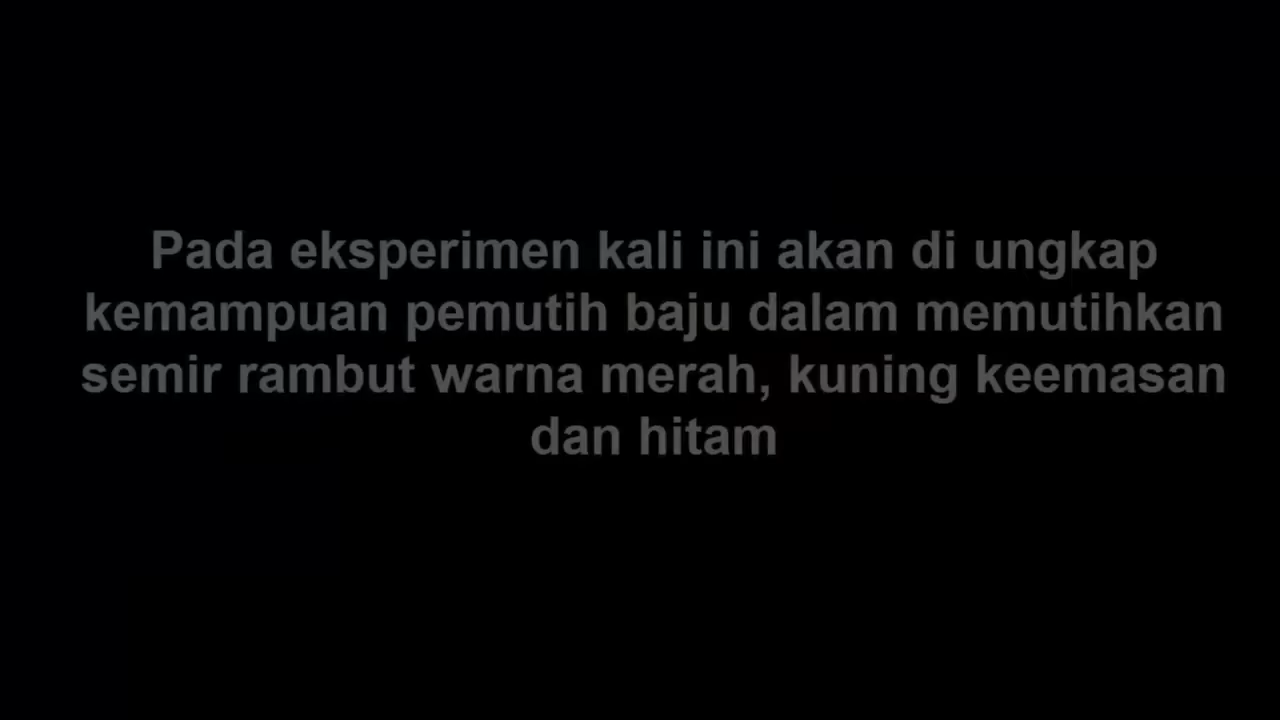 Pada eksperimen kali ini akan di ungkap
kemampuan pemutih baju dalam memutihkan
semir rambut warna merah, kuning keemasan
dan hitam